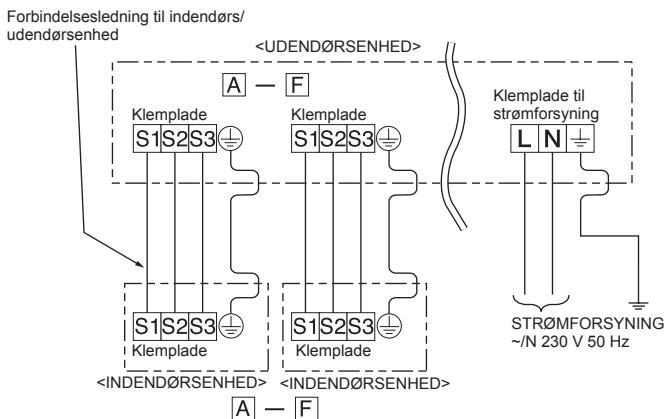 Forbindelsesledning til indendørs/
udendørsenhed
<UDENDØRSENHED>
A — F
Klemplade
S1 S2 S3
Klemplade
S1 S2 S3
Klemplade til
strømforsyning
L N
S1 S2 S3
Klemplade
S1 S2 S3
Klemplade
STRØMFORSYNING
~/N 230 V 50 Hz
<INDENDØRSENHED>
<INDENDØRSENHED>
A — F